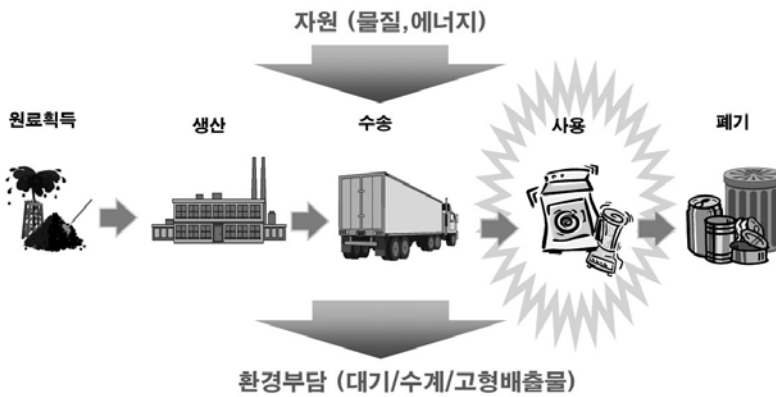 자원 (물질,에너지)
원료획득
생산
수송
사용
폐기
환경부담 (대기/수계/고형배출물)